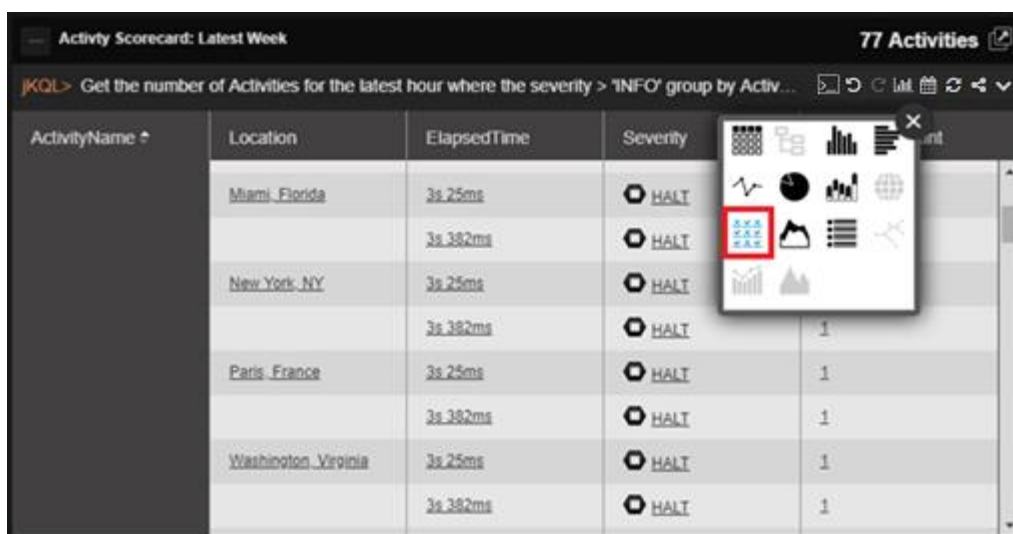 Activty Scorecard: Latest Week 77 Activities
jKQL> Get the number of Activities for the latest hour where the severity > 'INFO' group by Activ...
ActivityName Location ElapsedTime Severity nt
Miami, Florida 3s 25ms HALT
3s 382ms HALT
New York, NY 3s 25ms HALT
3s 382ms HALT 1
Paris, France 3s 25ms HALT 1
3s 382ms HALT 1
Washington, Virginia 3s 25ms HALT 1
3s 382ms HALT 1